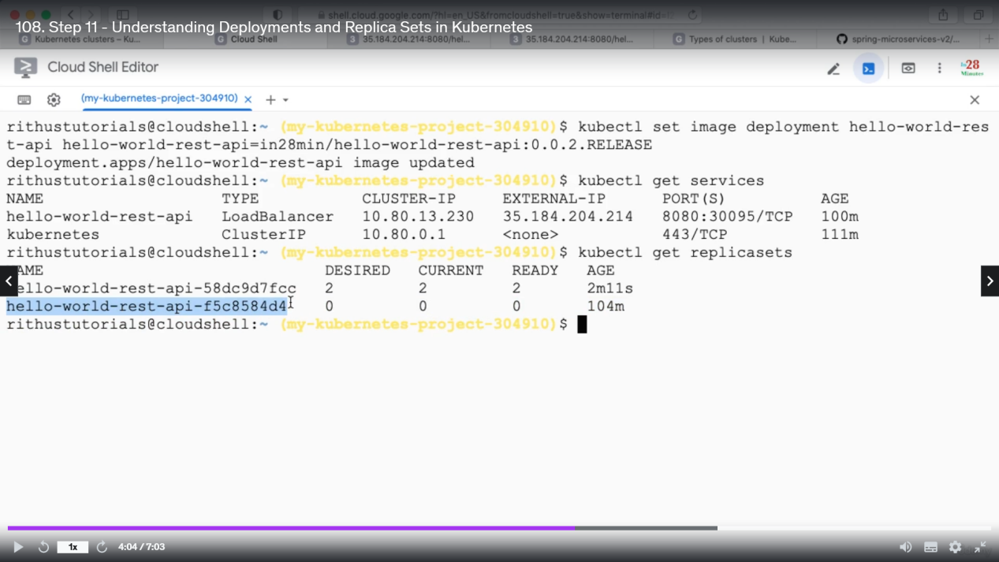 shell.cloud.google.com/?hl=en_US&fromcloudshell=true&show=terminal#id=I
108. Step 11 - Understanding Deployments and Replica Sets in Kubernetes
Kubernetes clusters – Ku...
Cloud Shell
35.184.204.214:8080/hel...
35.184.204.214:8080/hel...
Types of clusters | Kube...
spring-microservices-v2/...
Cloud Shell Editor
in28
Minutes
(my-kubernetes-project-304910)
rithustutorials@cloudshell:~ (my-kubernetes-project-304910)$ kubectl set image deployment hello-world-res
t-api hello-world-rest-api=in28min/hello-world-rest-api:0.0.2.RELEASE
deployment.apps/hello-world-rest-api image updated
rithustutorials@cloudshell:~ (my-kubernetes-project-304910)$ kubectl get services
NAME TYPE CLUSTER-IP EXTERNAL-IP PORT(S) AGE
hello-world-rest-api LoadBalancer 10.80.13.230 35.184.204.214 8080:30095/TCP 100m
kubernetes ClusterIP 10.80.0.1 <none> 443/TCP 111m
rithustutorials@cloudshell:~ (my-kubernetes-project-304910)$ kubectl get replicasets
AME DESIRED CURRENT READY AGE
ello-world-rest-api-58dc9d7fcc 2 2 2 2m11s
hello-world-rest-api-f5c8584d4 0 0 0 104m
rithustutorials@cloudshell:~ (my-kubernetes-project-304910)$
1x 4:04 / 7:03